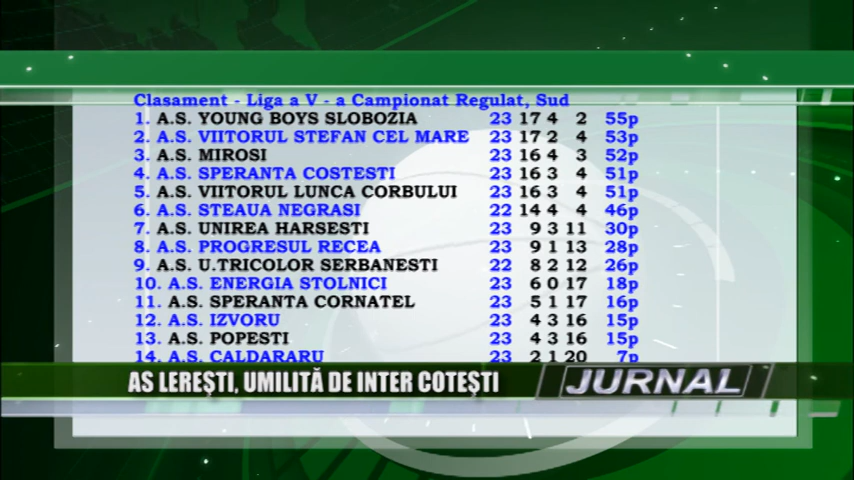 Clasament - Liga a V - a Campionat Regulat, Sud
1. A.S. YOUNG BOYS SLOBOZIA 23 17 4 2 55p
2. A.S. VIITORUL STEFAN CEL MARE 23 17 2 4 53p
3. A.S. MIROSI 23 16 4 3 52p
4. A.S. SPERANTA COSTESTI 23 16 3 4 51p
5. A.S. VIITORUL LUNCA CORBULUI 23 16 3 4 51p
6. A.S. STEAUA NEGRASI 22 14 4 4 46p
7. A.S. UNIREA HARSESTI 23 9 3 11 30p
8. A.S. PROGRESUL RECEA 23 9 1 13 28p
9. A.S. U.TRICOLOR SERBANESTI 22 8 2 12 26p
10. A.S. ENERGIA STOLNICI 23 6 0 17 18p
11. A.S. SPERANTA CORNATEL 23 5 1 17 16p
12. A.S. IZVORU 23 4 3 16 15p
13. A.S. POPESTI 23 4 3 16 15p
14. A.S. CALDARARU 23 2 1 20 7p
AS LEREŞTI, UMILITĂ DE INTER COTEŞTI JURNAL